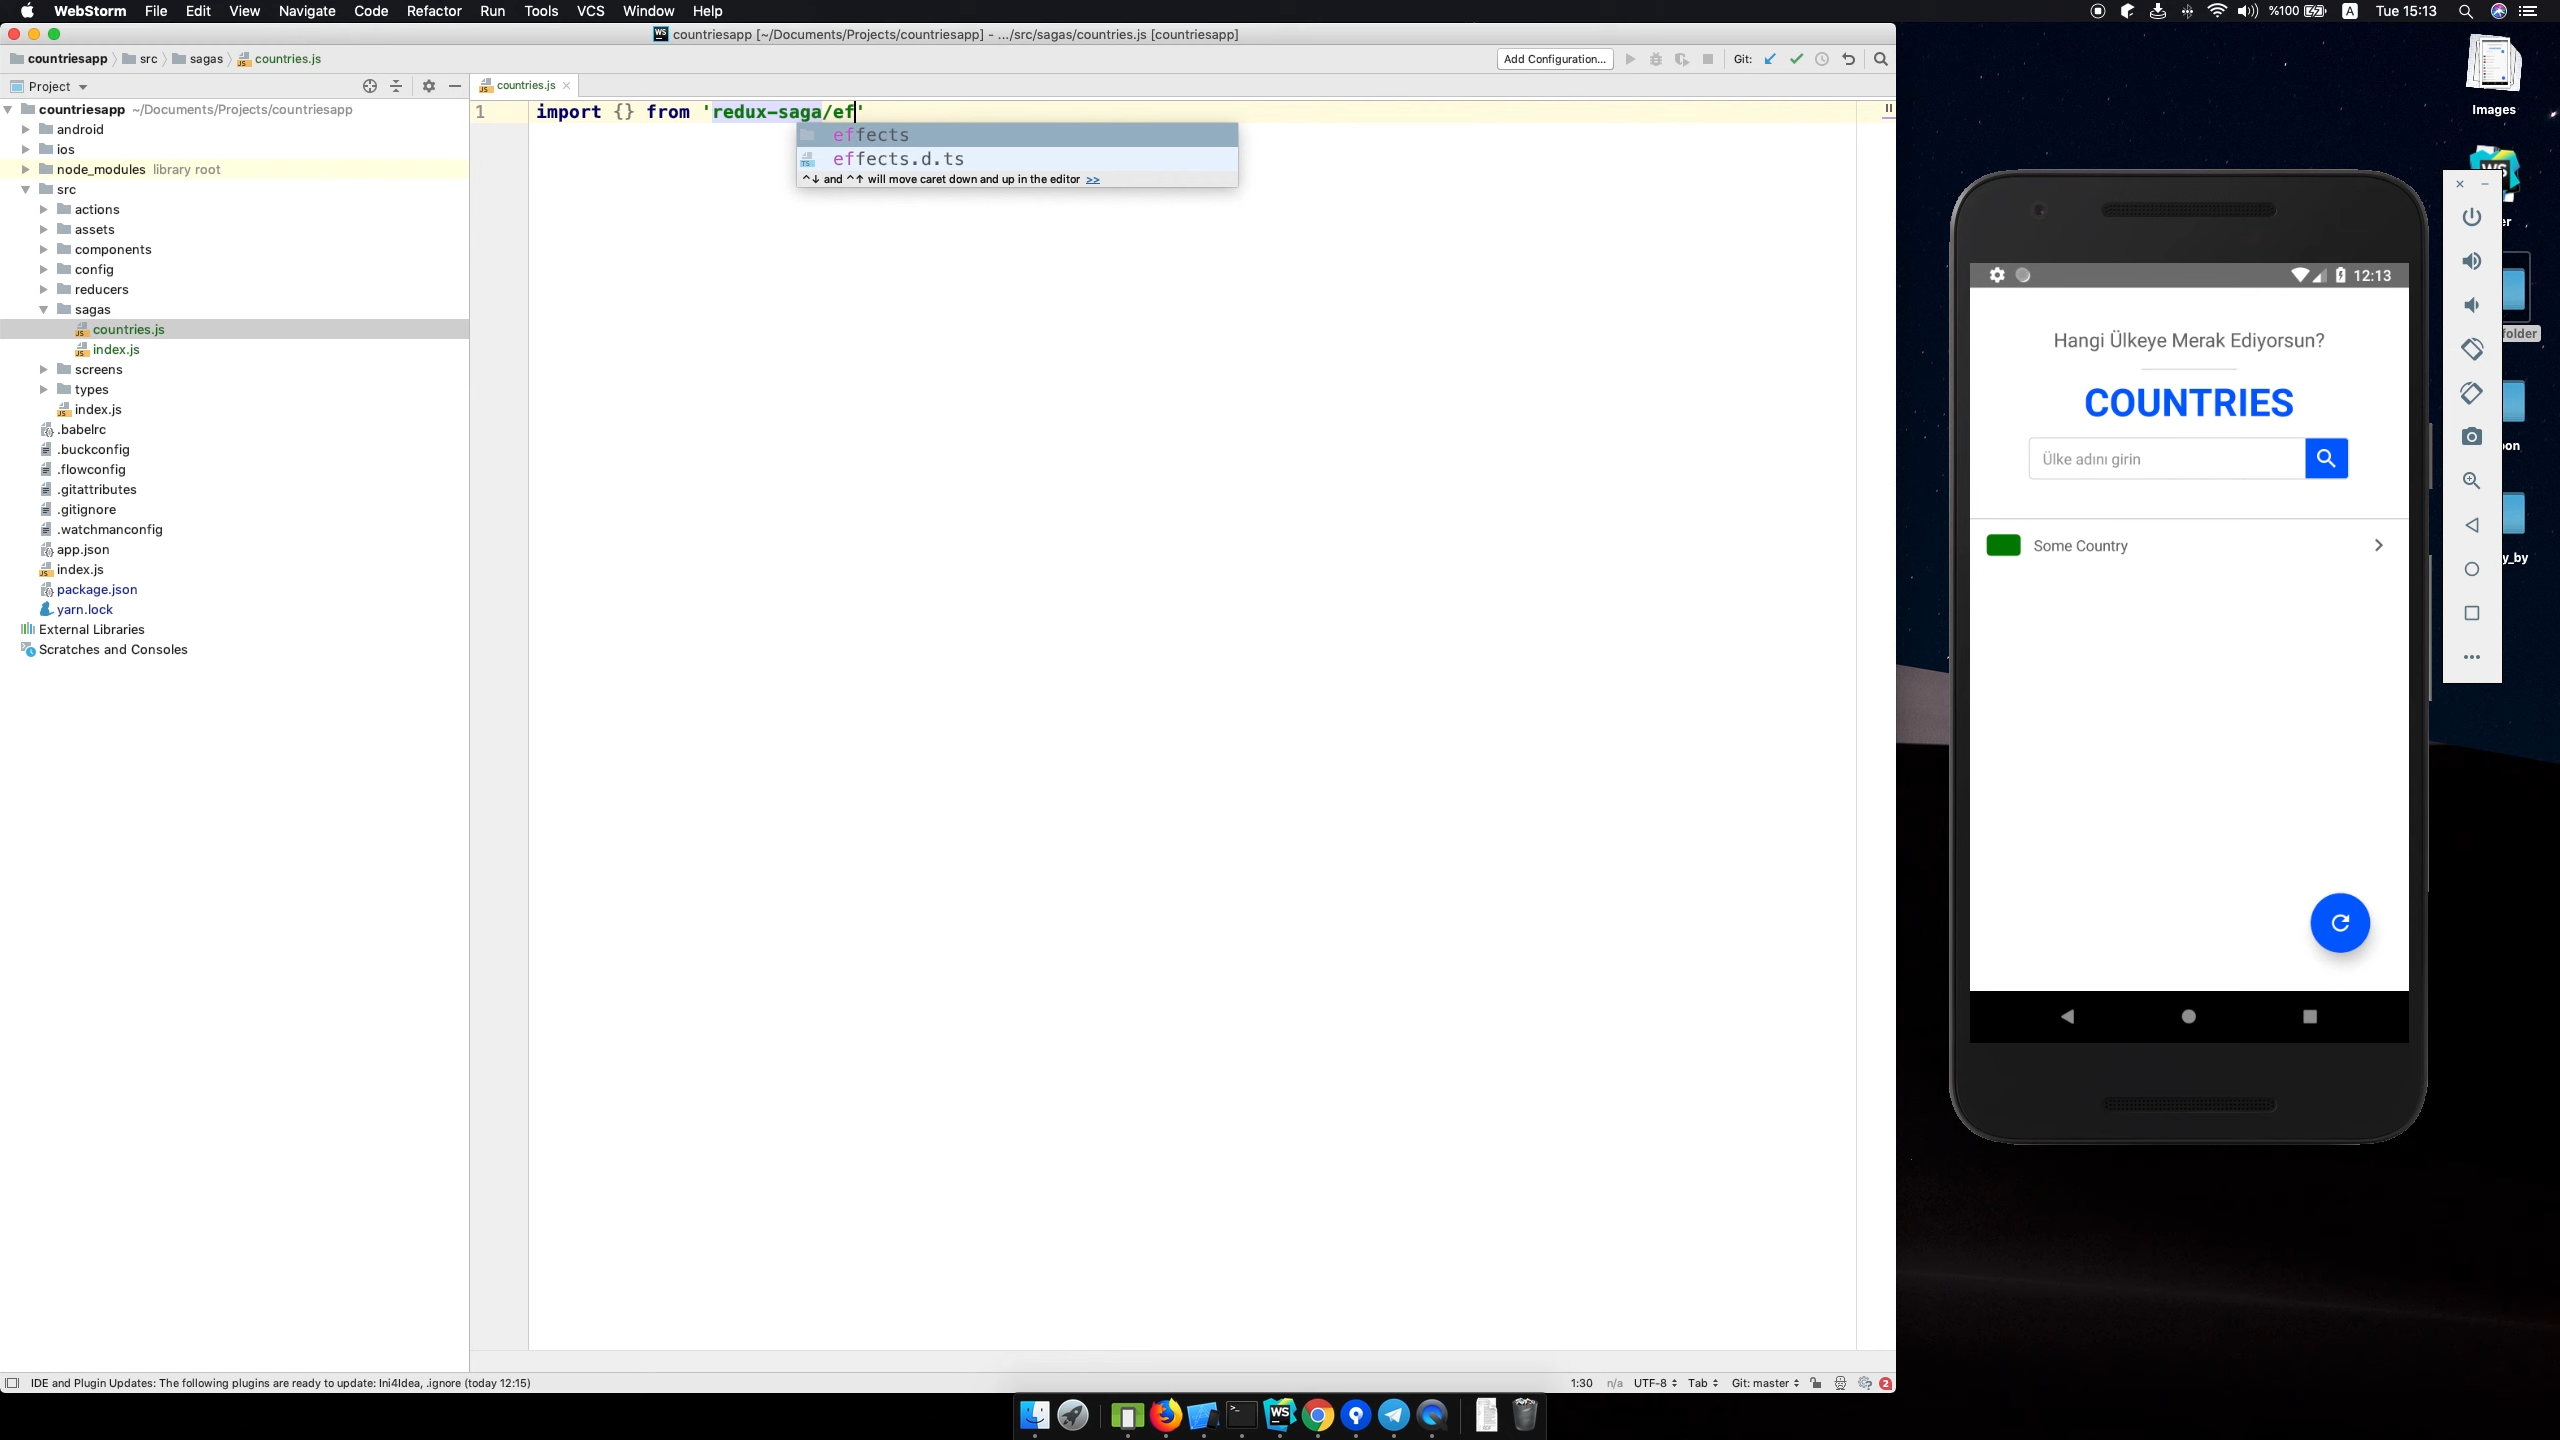 WebStorm File Edit View Navigate Code Refactor Run Tools VCS Window Help
%100 A Tue 15:13
countriesapp [~/Documents/Projects/countriesapp] - .../src/sagas/countries.js [countriesapp]
countriesapp src sagas countries.js
Add Configuration... Git:
Project
countries.js
countriesapp ~/Documents/Projects/countriesapp
android
ios
node_modules library root
src
actions
assets
components
config
reducers
sagas
countries.js
index.js
screens
types
index.js
.babelrc
.buckconfig
.flowconfig
.gitattributes
.gitignore
.watchmanconfig
app.json
index.js
package.json
yarn.lock
External Libraries
Scratches and Consoles
1 import {} from 'redux-saga/ef'
effects
effects.d.ts
^↓ and ^↑ will move caret down and up in the editor >>
Images
WS
er
folder
on
y_by
12:13
Hangi Ülkeye Merak Ediyorsun?
COUNTRIES
Ülke adını girin
Some Country
IDE and Plugin Updates: The following plugins are ready to update: Ini4Idea, .ignore (today 12:15)
1:30 n/a UTF-8 Tab Git: master 2
WS